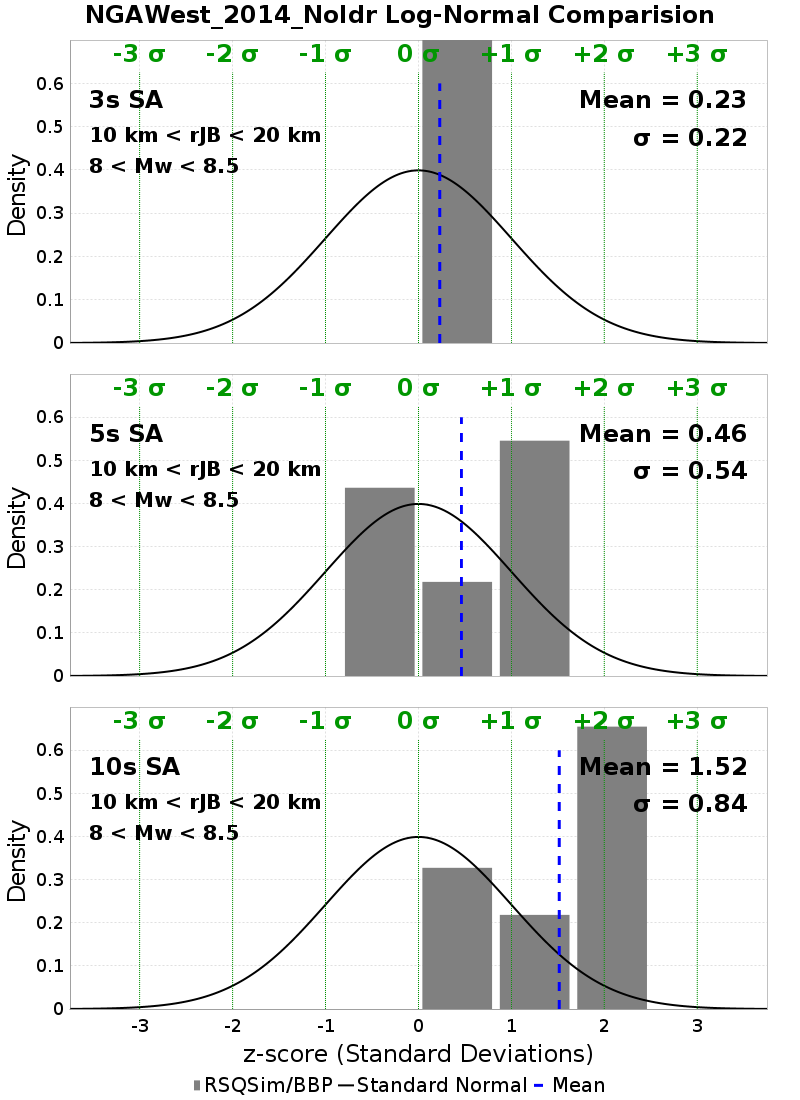 NGAWest_2014_NoIdr Log-Normal Comparision
-3 σ -2 σ -1 σ 0 σ +1 σ +2 σ +3 σ
3s SA
Mean = 0.23
10 km < rJB < 20 km
σ = 0.22
8 < Mw < 8.5
Density
0.6
0.5
0.4
0.3
0.2
0.1
0
-3 σ -2 σ -1 σ 0 σ +1 σ +2 σ +3 σ
5s SA
Mean = 0.46
10 km < rJB < 20 km
σ = 0.54
8 < Mw < 8.5
Density
0.6
0.5
0.4
0.3
0.2
0.1
0
-3 σ -2 σ -1 σ 0 σ +1 σ +2 σ +3 σ
10s SA
Mean = 1.52
10 km < rJB < 20 km
σ = 0.84
8 < Mw < 8.5
Density
0.6
0.5
0.4
0.3
0.2
0.1
0
-3 -2 -1 0 1 2 3
z-score (Standard Deviations)
RSQSim/BBP Standard Normal Mean